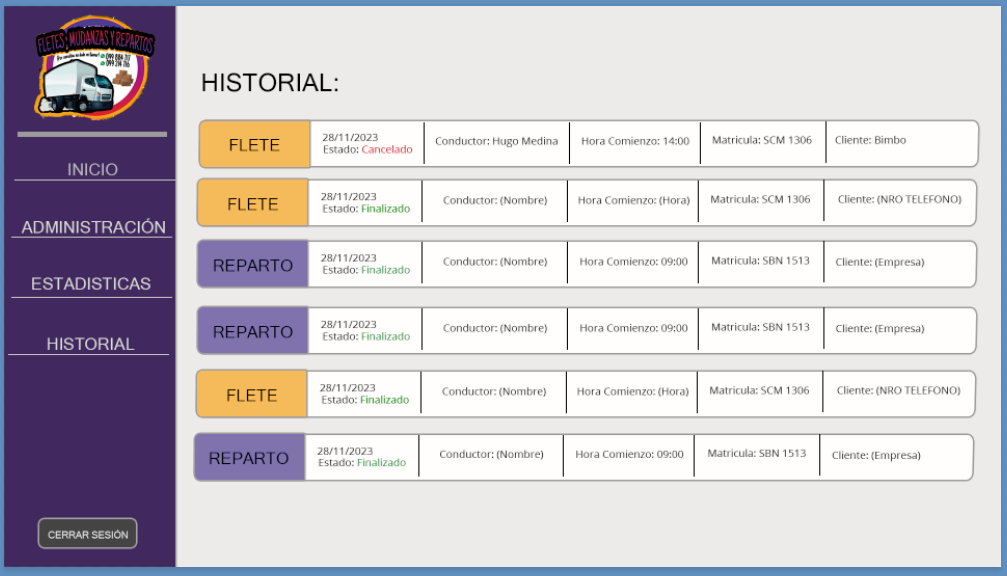 FLETES, MUDANZAS Y REPARTOS
099 884 313
INICIO
ADMINISTRACIÓN
ESTADISTICAS
HISTORIAL
CERRAR SESIÓN
HISTORIAL:
FLETE
28/11/2023
Estado: Cancelado
Conductor: Hugo Medina
Hora Comienzo: 14:00
Matricula: SCM 1306
Cliente: Bimbo
FLETE
28/11/2023
Estado: Finalizado
Conductor: (Nombre)
Hora Comienzo: (Hora)
Matricula: SCM 1306
Cliente: (NRO TELEFONO)
REPARTO
28/11/2023
Estado: Finalizado
Conductor: (Nombre)
Hora Comienzo: 09:00
Matricula: SBN 1513
Cliente: (Empresa)
REPARTO
28/11/2023
Estado: Finalizado
Conductor: (Nombre)
Hora Comienzo: 09:00
Matricula: SBN 1513
Cliente: (Empresa)
FLETE
28/11/2023
Estado: Finalizado
Conductor: (Nombre)
Hora Comienzo: (Hora)
Matricula: SCM 1306
Cliente: (NRO TELEFONO)
REPARTO
28/11/2023
Estado: Finalizado
Conductor: (Nombre)
Hora Comienzo: 09:00
Matricula: SBN 1513
Cliente: (Empresa)